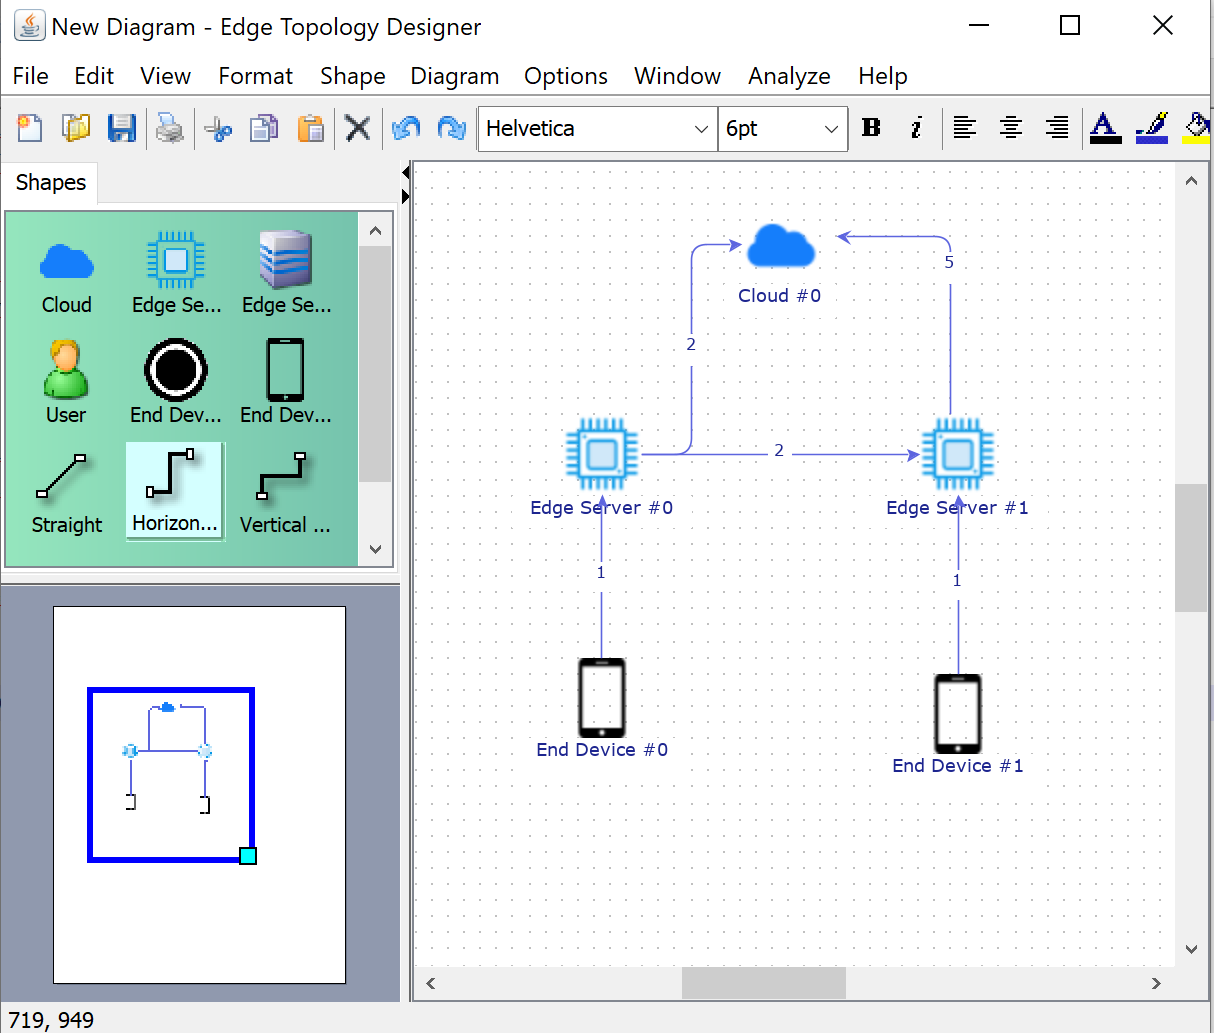 New Diagram - Edge Topology Designer
File Edit View Format Shape Diagram Options Window Analyze Help
Helvetica 6pt B i A
Shapes
Cloud Edge Se... Edge Se...
User End Dev... End Dev...
Straight Horizon... Vertical ...
5
Cloud #0
2
2
Edge Server #0 Edge Server #1
1
1
End Device #0
End Device #1
719, 949